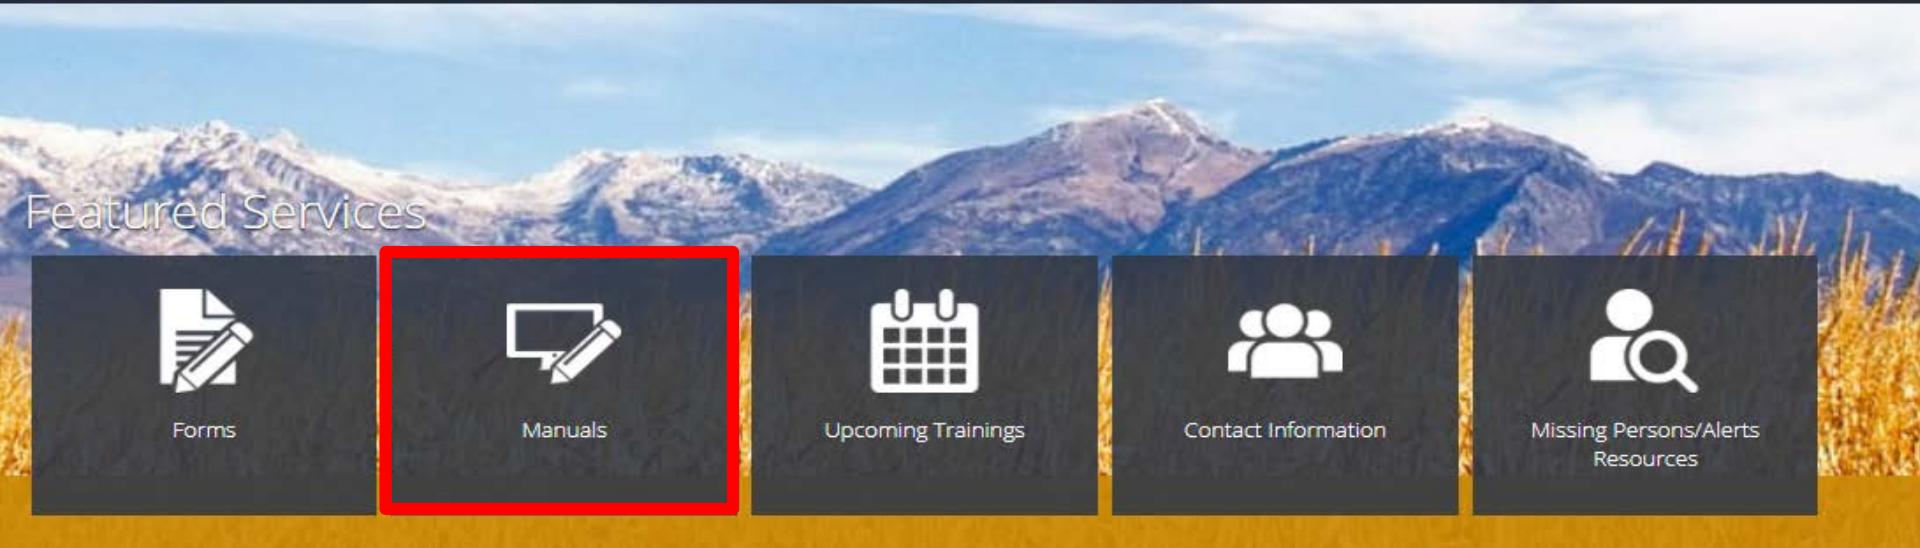 Featured Services
Forms
Manuals
Upcoming Trainings
Contact Information
Missing Persons/Alerts
Resources